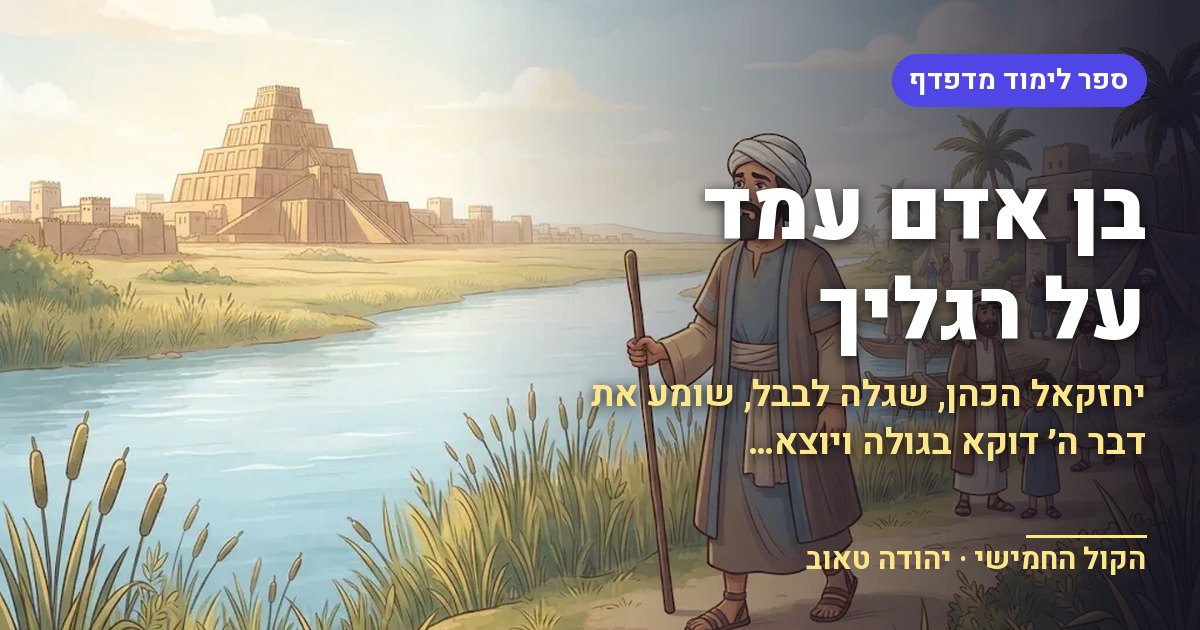 ספר לימוד מדפדף
בן אדם עמד
על רגליך
יחזקאל הכהן, שגלה לבבל, שומע את
דבר ה׳ דוקא בגולה ויוצא...
הקול החמישי · יהודה טאוב